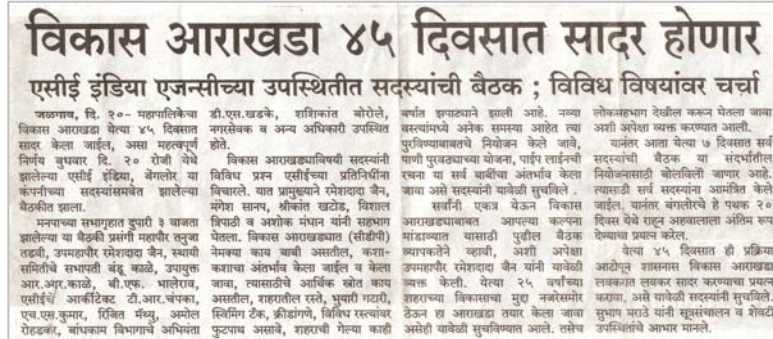 विकास आराखडा ४५ दिवसात सादर होणार
एसीई इंडिया एजन्सीच्या उपस्थितीत सदस्यांची बैठक ; विविध विषयांवर चर्चा
जळगाव, दि. २०- महापालिकेचा
विकास आराखडा येत्या ४५ दिवसात
सादर केला जाईल, असा महत्वपूर्ण
निर्णय बुधवार दि. २० रोजी येथे
झालेल्या एसीई इंडिया, बेंगलोर या
कंपनीच्या सदस्यांसमवेत झालेल्या
बैठकीत झाला.
मनपाच्या सभागृहात दुपारी ३ वाजता
झालेल्या या बैठकी प्रसंगी महापौर तनुजा
तडवी, उपमहापौर रमेशदादा जैन, स्थायी
समितीचे सभापती बंडू काळे, उपायुक्त
आर.आर.काळे, बी.एफ. भालेराव,
एसीईचे आर्कीटेक्ट टी.आर.चंपका,
एच.एस.कुमार, रिजित मॅथ्यु, अमोल
रोहडकर, बांधकाम विभागाचे अभियंता
डी.एस.खडके, शशिकांत बोरोले,
नगरसेवक व अन्य अधिकारी उपस्थित
होते.
विकास आराखड्याविषयी सदस्यांनी
विविध प्रश्न एसीईच्या प्रतिनिधींना
विचारले. यात प्रामुख्याने रमेशदादा जैन,
मंगेश सानप, श्रीकांत खटोड, विशाल
त्रिपाठी व अशोक मंधान यांनी सहभाग
घेतला. विकास आराखड्यात (सीडीपी)
नेमक्या काय बाबी असतील, कशा-
कशाचा अंतर्भाव केला जाईल व केला
जावा, त्यासाठीचे आर्थिक स्रोत काय
असतील, शहरातील रस्ते, भुयारी गटारी,
स्विमिंग टँक, क्रीडांगणे, विविध रस्त्यांवर
फुटपाथ असावे, शहराची गेल्या काही
वर्षात झपाट्याने झाली आहे. नव्या
वस्त्यांमध्ये अनेक समस्या आहेत त्या
पुरविण्याबाबतचे नियोजन केले जावे,
पाणी पुरवठ्याच्या योजना, पाईप लाईनची
रचना या सर्व बाबींचा अंतर्भाव केला
जावा असे सदस्यांनी यावेळी सुचविले .
सर्वांनी एकत्र येऊन विकास
आराखड्याबाबत आपल्या कल्पना
मांडाव्यात यासाठी पुढील बैठक
व्यापकतेने व्हावी, अशी अपेक्षा
उपमहापौर रमेशदादा जैन यांनी यावेळी
व्यक्त केली. येत्या २५ वर्षांच्या
शहराच्या विकासाचा मुद्दा नजरेसमोर
ठेऊन हा आराखडा तयार केला जावा
असेही यावेळी सुचविण्यात आले. तसेच
लोकसहभाग देखील करून घेतला जावा
अशी अपेक्षा व्यक्त करण्यात आली.
यानंतर आता येत्या ७ दिवसात सर्व
सदस्यांची बैठक या संदर्भातील
नियोजनासाठी बोलविली जाणार आहे.
त्यासाठी सर्व सदस्यांना आमंत्रित केले
जाईल. यानंतर बंगलोरचे हे पथक २०
दिवस येथे राहून अहवालाला अंतिम रूप
देण्याचा प्रयत्न करेल.
येत्या ४५ दिवसात ही प्रक्रिया
आटोपून शासनास विकास आराखडा
लवकरात लवकर सादर करण्याचा प्रयत्न
करावा, असे यावेळी सदस्यांनी सुचविले.
सुभाष मराठे यांनी सूत्रसंचालन व शेवटी
उपस्थितांचे आभार मानले.